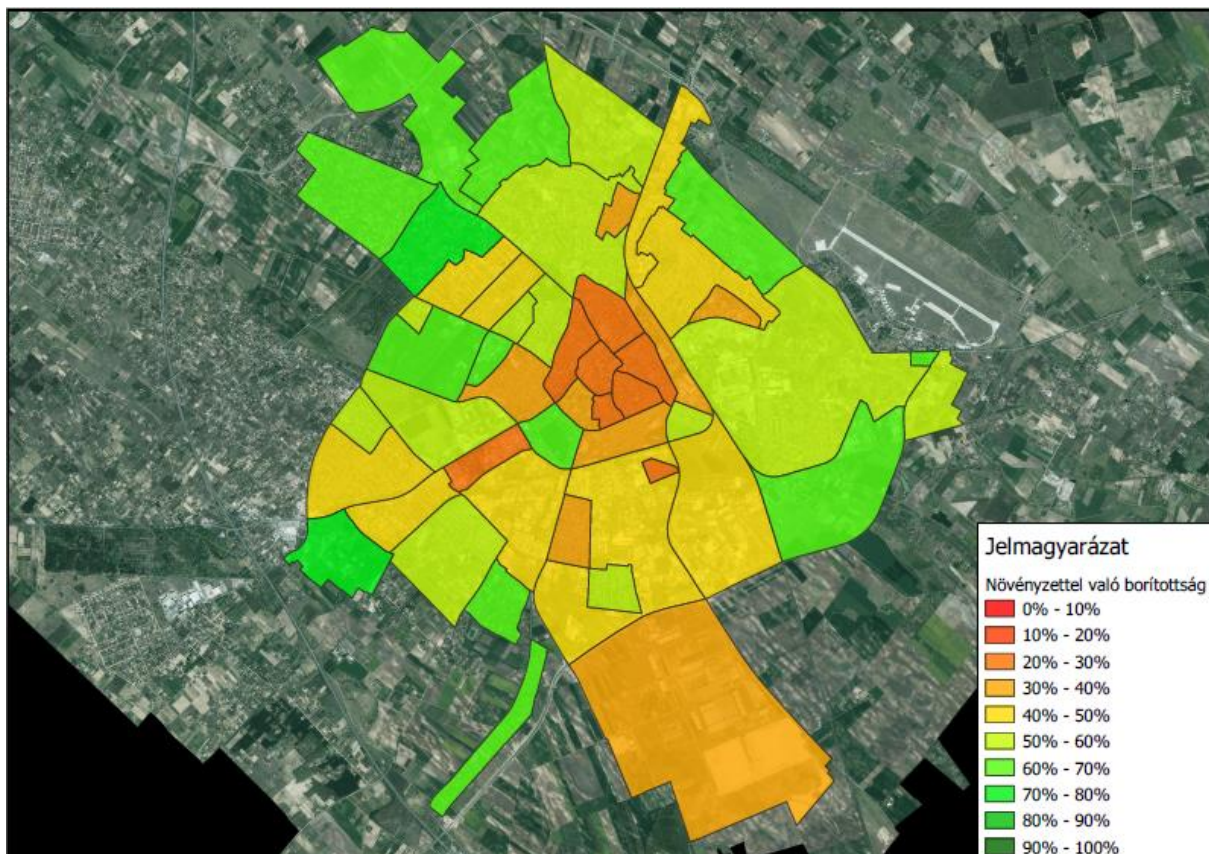 Jelmagyarázat
Növényzettel való borítottság
0% - 10%
10% - 20%
20% - 30%
30% - 40%
40% - 50%
50% - 60%
60% - 70%
70% - 80%
80% - 90%
90% - 100%